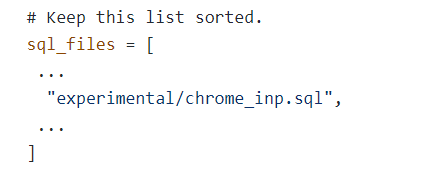 # Keep this list sorted.
sql_files = [
...
"experimental/chrome_inp.sql",
...
]